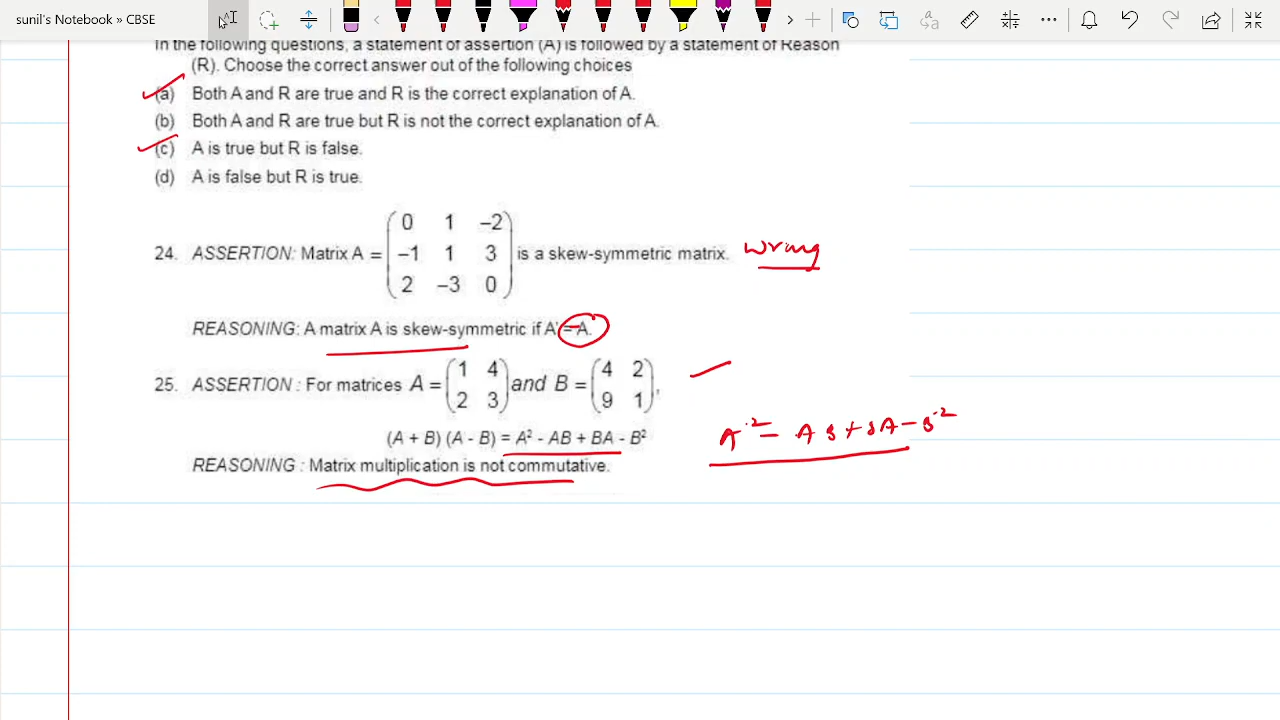 sunil's Notebook » CBSE
In the following questions, a statement of assertion (A) is followed by a statement of Reason
(R). Choose the correct answer out of the following choices
(a) Both A and R are true and R is the correct explanation of A.
(b) Both A and R are true but R is not the correct explanation of A.
(c) A is true but R is false.
(d) A is false but R is true.
0 1 –2
24. ASSERTION: Matrix A = –1 1 3 is a skew-symmetric matrix. Wrong
2 –3 0
REASONING: A matrix A is skew-symmetric if A' = –A.
1 4 4 2
25. ASSERTION : For matrices A = and B = ,
2 3 9 1
(A + B) (A - B) = A² - AB + BA - B² A² – AB + BA – B²
REASONING : Matrix multiplication is not commutative.